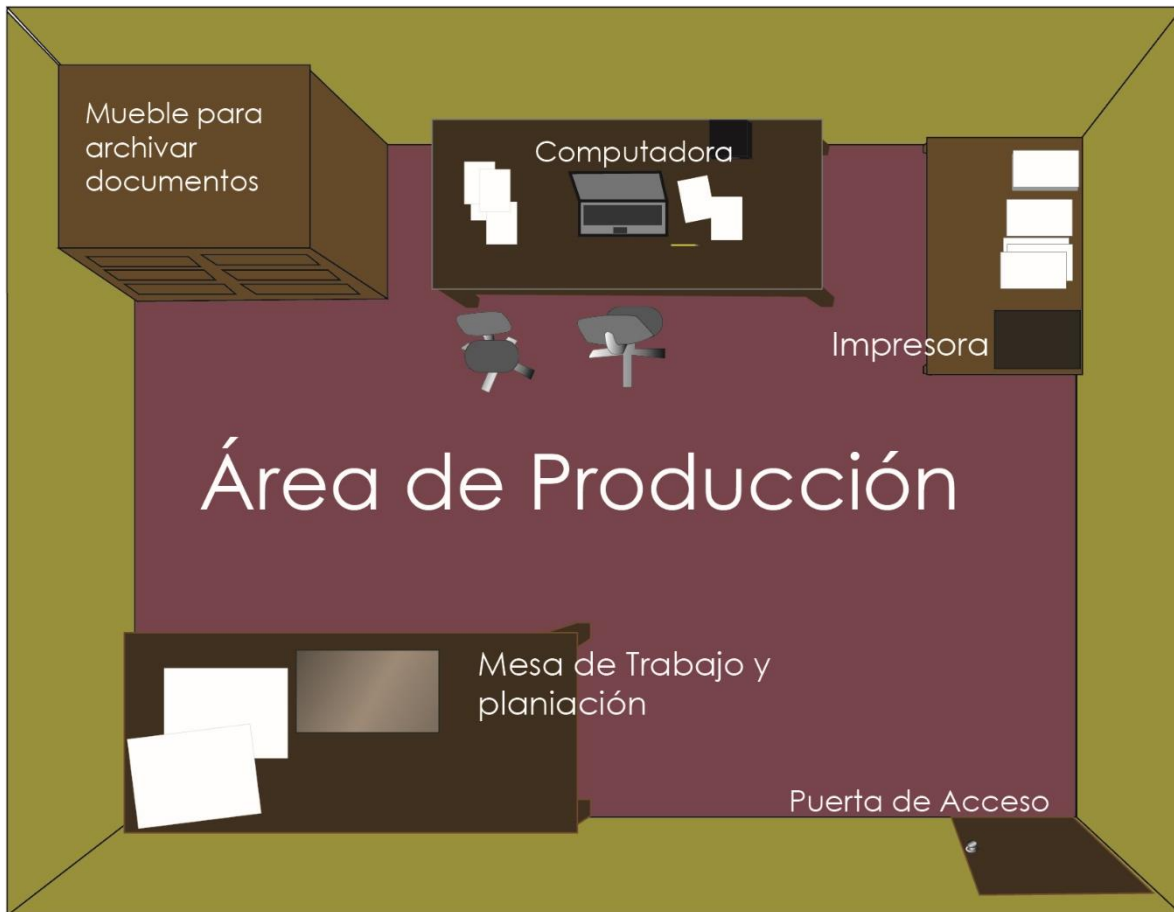 Mueble para
archivar
documentos
Computadora
Impresora
Área de Producción
Mesa de Trabajo y
planiación
Puerta de Acceso